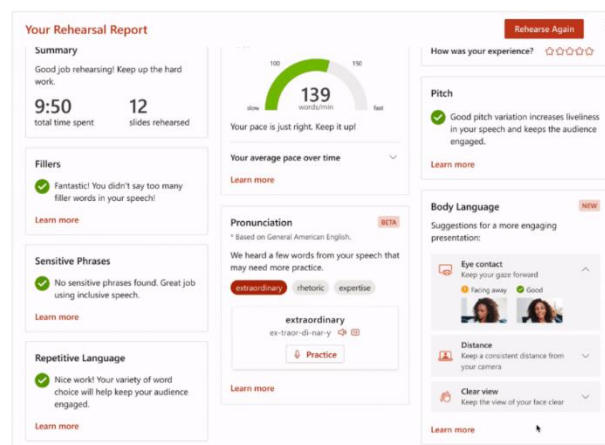 Your Rehearsal Report
Rehearse Again
Summary
Good job rehearsing! Keep up the hard
work.
9:50
total time spent
12
slides rehearsed
Fillers
Fantastic! You didn't say too many
filler words in your speech!
Learn more
Sensitive Phrases
No sensitive phrases found. Great job
using inclusive speech.
Learn more
Repetitive Language
Nice work! Your variety of word
choice will help keep your audience
engaged.
Learn more
100
150
139
words/min
slow
fast
Your pace is just right. Keep it up!
Your average pace over time
Learn more
Pronunciation
BETA
* Based on General American English.
We heard a few words from your speech that
may need more practice.
extraordinary
rhetoric
expertise
extraordinary
ex-traor-di-nar-y
Practice
Learn more
How was your experience?
Pitch
Good pitch variation increases liveliness
in your speech and keeps the audience
engaged.
Learn more
Body Language
NEW
Suggestions for a more engaging
presentation:
Eye contact
Keep your gaze forward
Facing away
Good
Distance
Keep a consistent distance from
your camera
Clear view
Keep the view of your face clear
Learn more